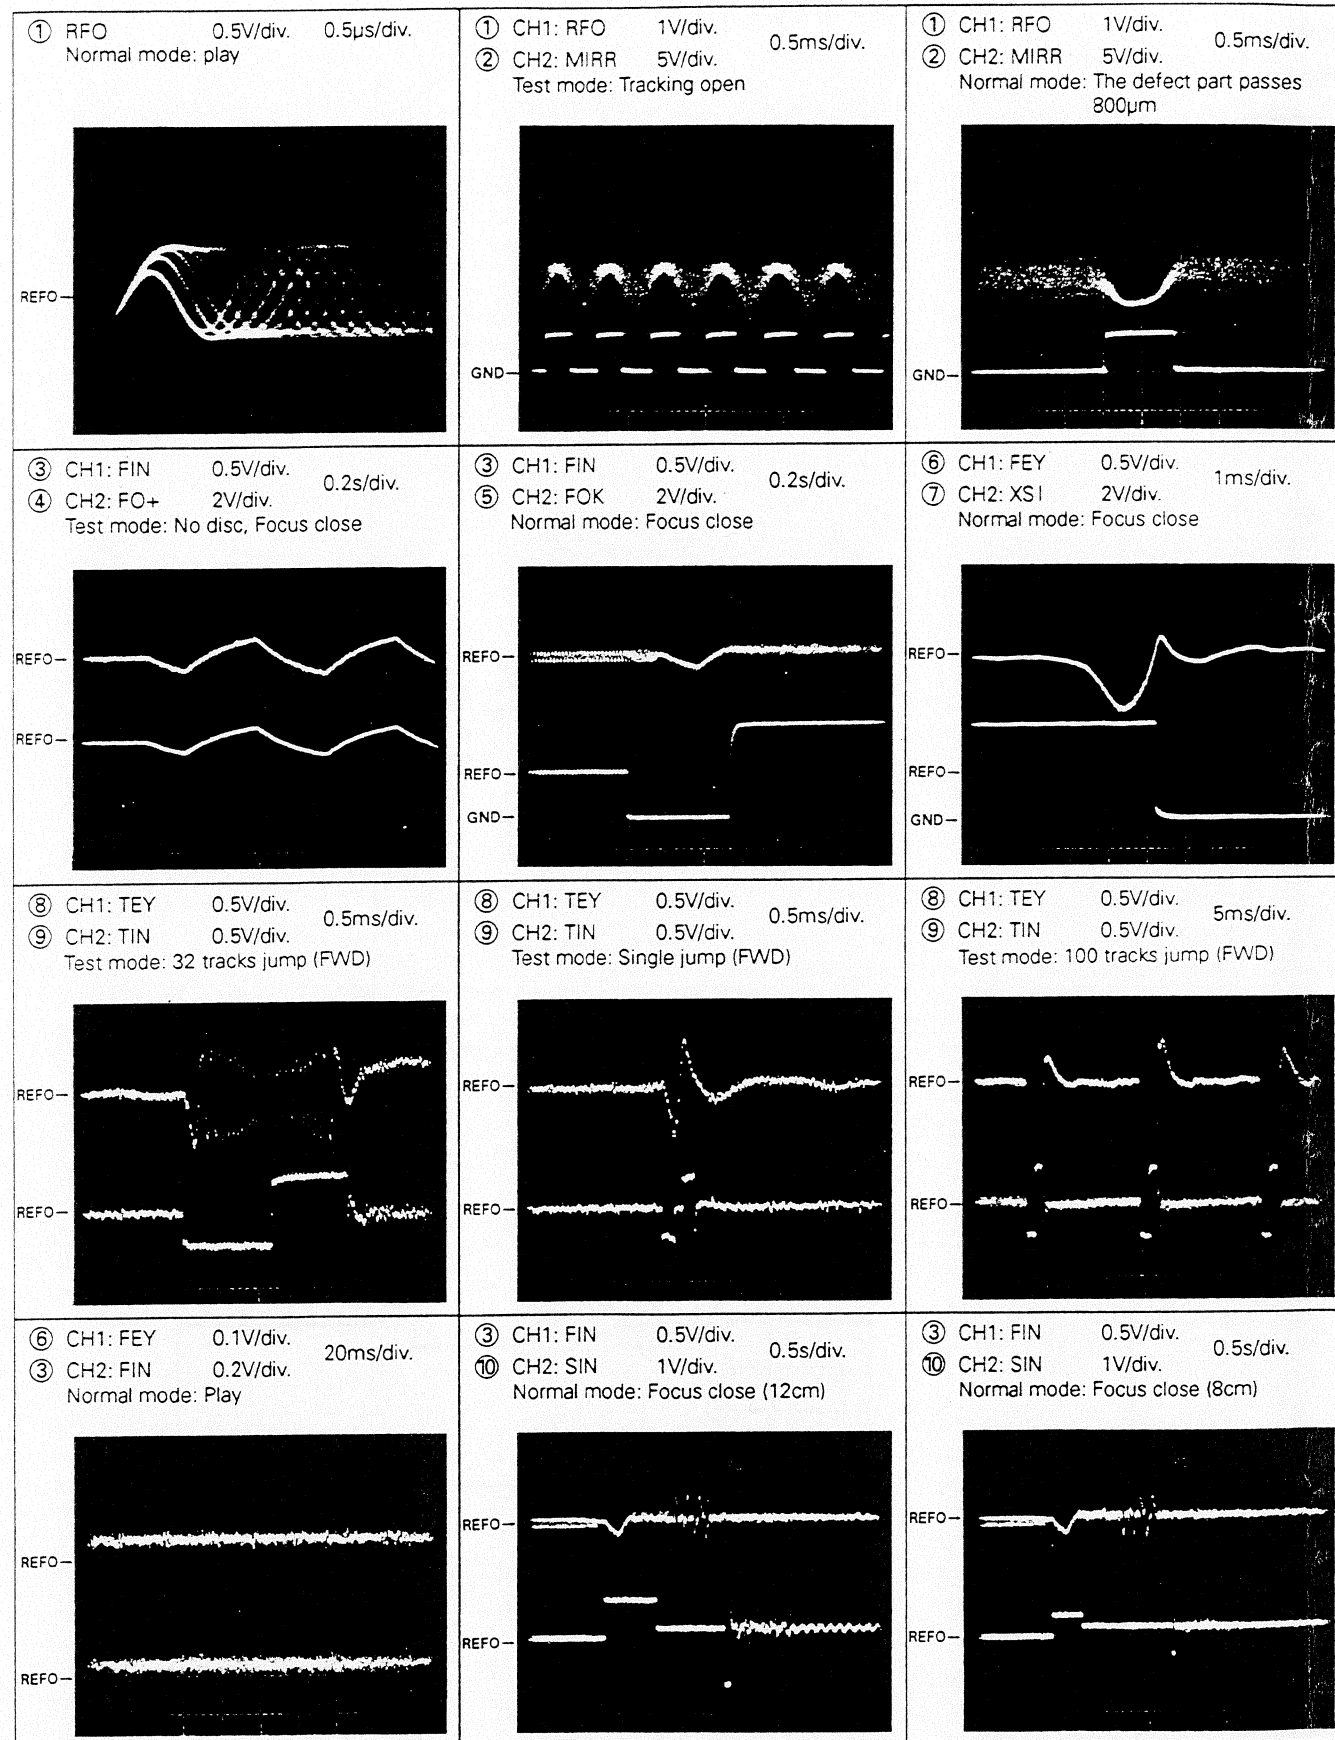 ① RFO 0.5V/div. 0.5µs/div.
Normal mode: play
REFO
① CH1: RFO 1V/div. 0.5ms/div.
② CH2: MIRR 5V/div.
Test mode: Tracking open
GND
① CH1: RFO 1V/div. 0.5ms/div.
② CH2: MIRR 5V/div.
Normal mode: The defect part passes
800µm
GND
③ CH1: FIN 0.5V/div. 0.2s/div.
④ CH2: FO+ 2V/div.
Test mode: No disc, Focus close
REFO
REFO
③ CH1: FIN 0.5V/div. 0.2s/div.
⑤ CH2: FOK 2V/div.
Normal mode: Focus close
REFO
REFO
GND
⑥ CH1: FEY 0.5V/div. 1ms/div.
⑦ CH2: XSI 2V/div.
Normal mode: Focus close
REFO
REFO
GND
⑧ CH1: TEY 0.5V/div. 0.5ms/div.
⑨ CH2: TIN 0.5V/div.
Test mode: 32 tracks jump (FWD)
REFO
REFO
⑧ CH1: TEY 0.5V/div. 0.5ms/div.
⑨ CH2: TIN 0.5V/div.
Test mode: Single jump (FWD)
REFO
REFO
⑧ CH1: TEY 0.5V/div. 5ms/div.
⑨ CH2: TIN 0.5V/div.
Test mode: 100 tracks jump (FWD)
REFO
REFO
⑥ CH1: FEY 0.1V/div. 20ms/div.
③ CH2: FIN 0.2V/div.
Normal mode: Play
REFO
REFO
③ CH1: FIN 0.5V/div. 0.5s/div.
⑩ CH2: SIN 1V/div.
Normal mode: Focus close (12cm)
REFO
REFO
③ CH1: FIN 0.5V/div. 0.5s/div.
⑩ CH2: SIN 1V/div.
Normal mode: Focus close (8cm)
REFO
REFO